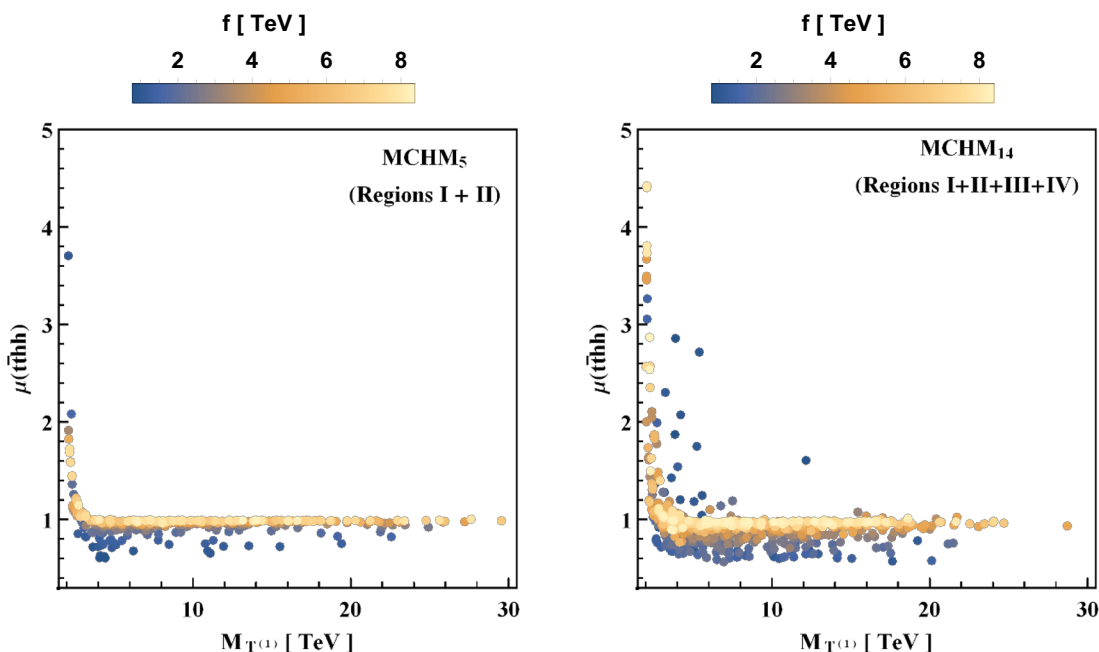 f [ TeV ]
2 4 6 8
5
4
3
2
1
μ(tt̄hh)
MCHM₅
(Regions I + II)
10 20 30
M_T⁽¹⁾ [ TeV ]
f [ TeV ]
2 4 6 8
5
4
3
2
1
μ(tt̄hh)
MCHM₁₄
(Regions I+II+III+IV)
10 20 30
M_T⁽¹⁾ [ TeV ]